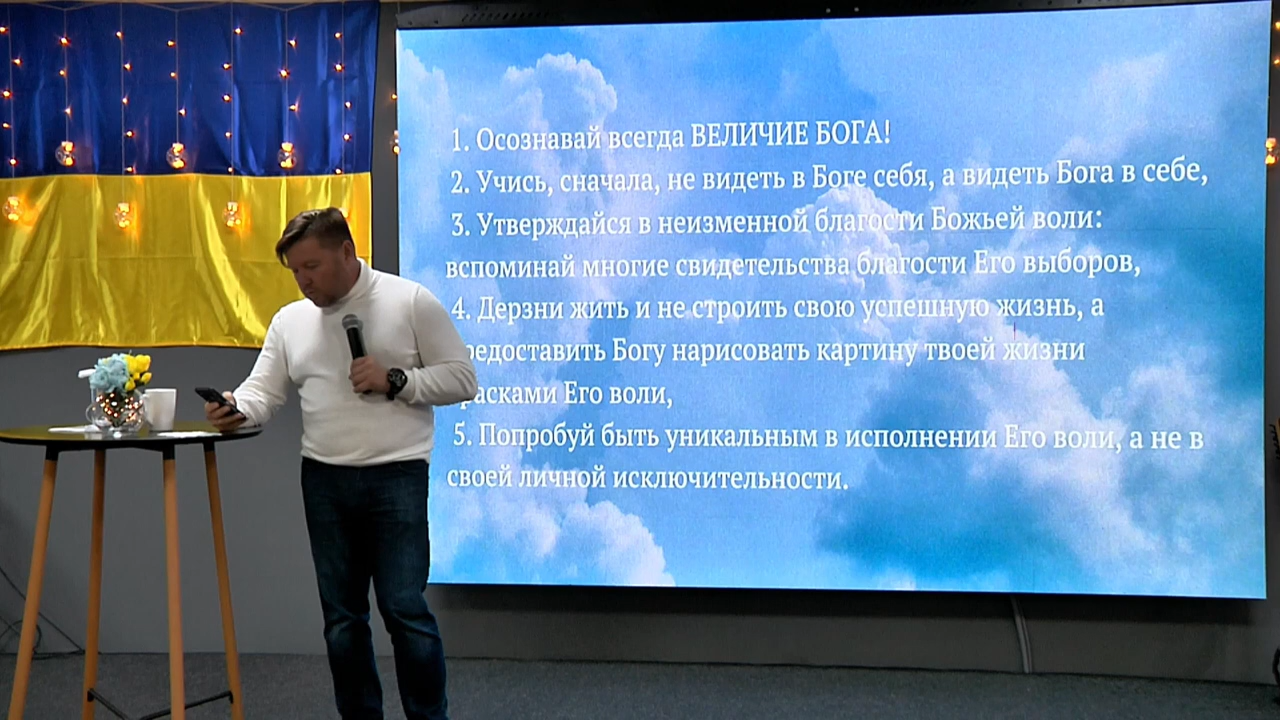 1. Осознавай всегда ВЕЛИЧИЕ БОГА!
2. Учись, сначала, не видеть в Боге себя, а видеть Бога в себе,
3. Утверждайся в неизменной благости Божьей воли:
вспоминай многие свидетельства благости Его выборов,
4. Дерзни жить и не строить свою успешную жизнь, а
редоставить Богу нарисовать картину твоей жизни
расками Его воли,
5. Попробуй быть уникальным в исполнении Его воли, а не в
своей личной исключительности.